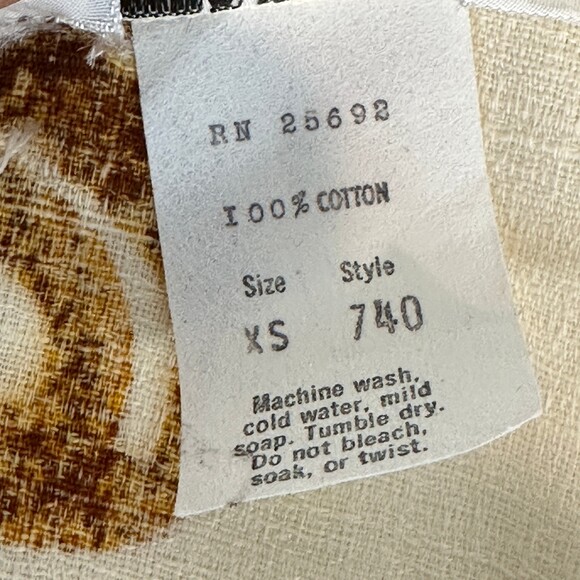 RN 25692
100% COTTON
Size Style
XS 740
Machine wash,
cold water, mild
soap. Tumble dry.
Do not bleach,
soak, or twist.